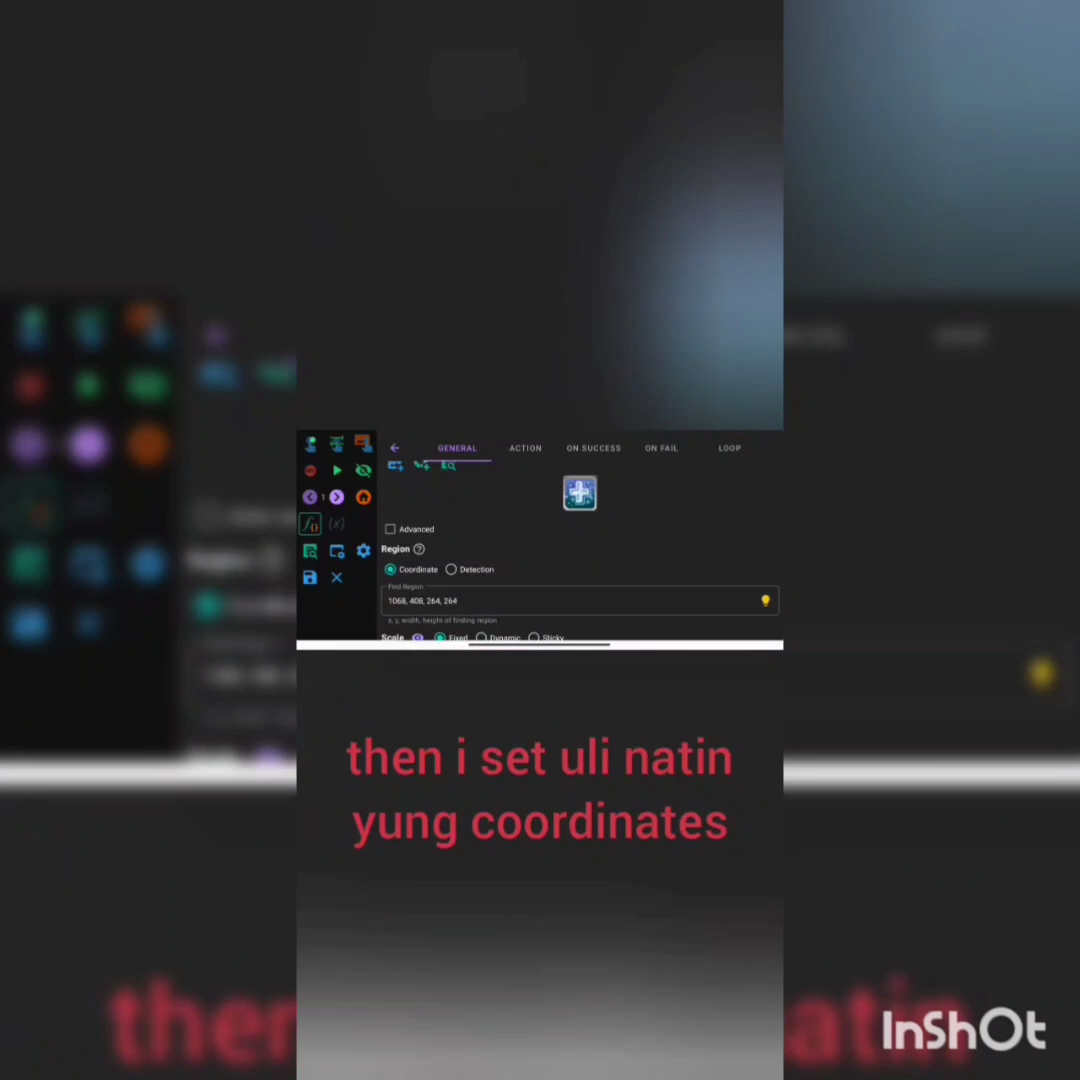 GENERAL ACTION ON SUCCESS ON FAIL LOOP
1
Advanced
Region ?
Coordinate Detection
Find Region
1068, 408, 264, 264
x, y, width, height of finding region
Scale Fixed Dynamic Sticky
then i set uli natin
yung coordinates
InShOt